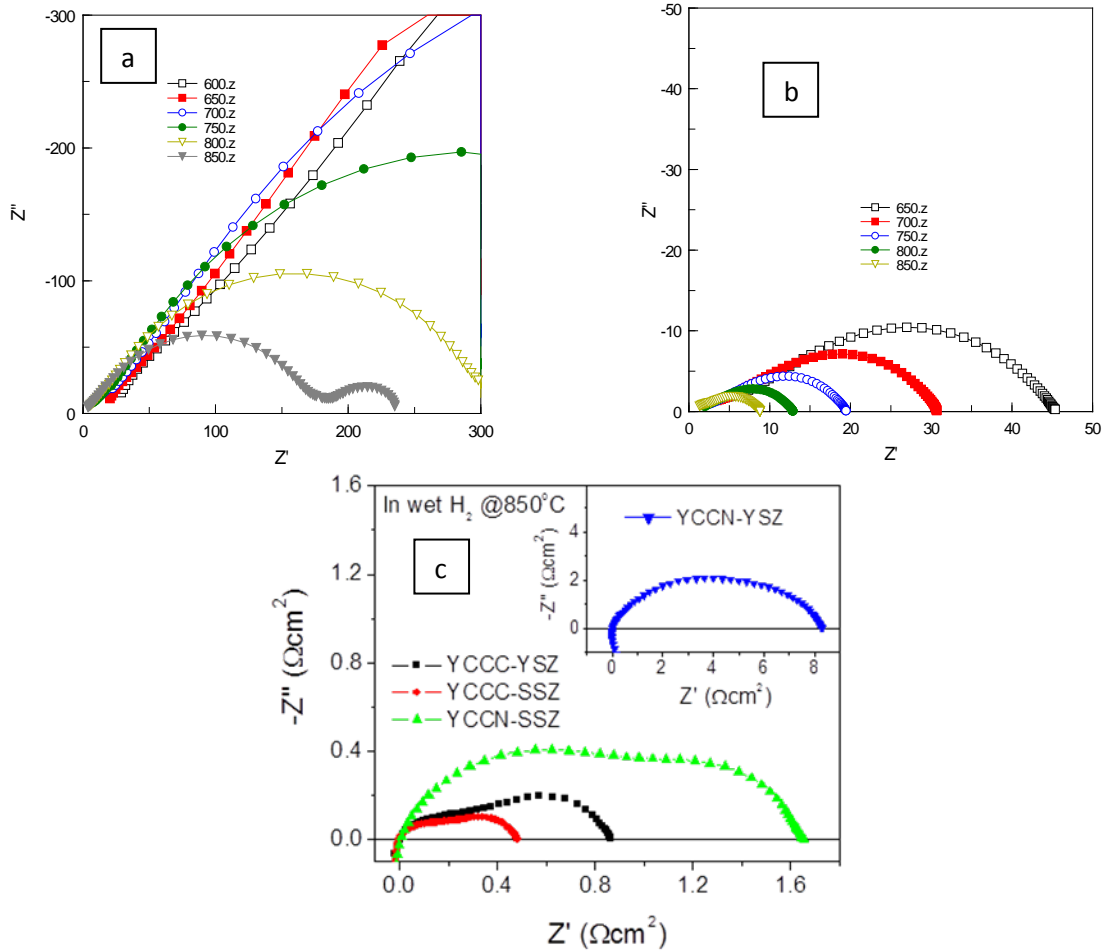 a
-300
-200
-100
0
Z''
600.z
650.z
700.z
750.z
800.z
850.z
0 100 200 300
Z'
b
-50
-40
-30
-20
-10
0
Z''
650.z
700.z
750.z
800.z
850.z
0 10 20 30 40 50
Z'
In wet H₂ @850°C
c
1.6
1.2
0.8
0.4
0.0
-Z'' (Ωcm²)
YCCC-YSZ
YCCC-SSZ
YCCN-SSZ
0.0 0.4 0.8 1.2 1.6
Z' (Ωcm²)
YCCN-YSZ
4
2
0
-Z'' (Ωcm²)
0 2 4 6 8
Z' (Ωcm²)